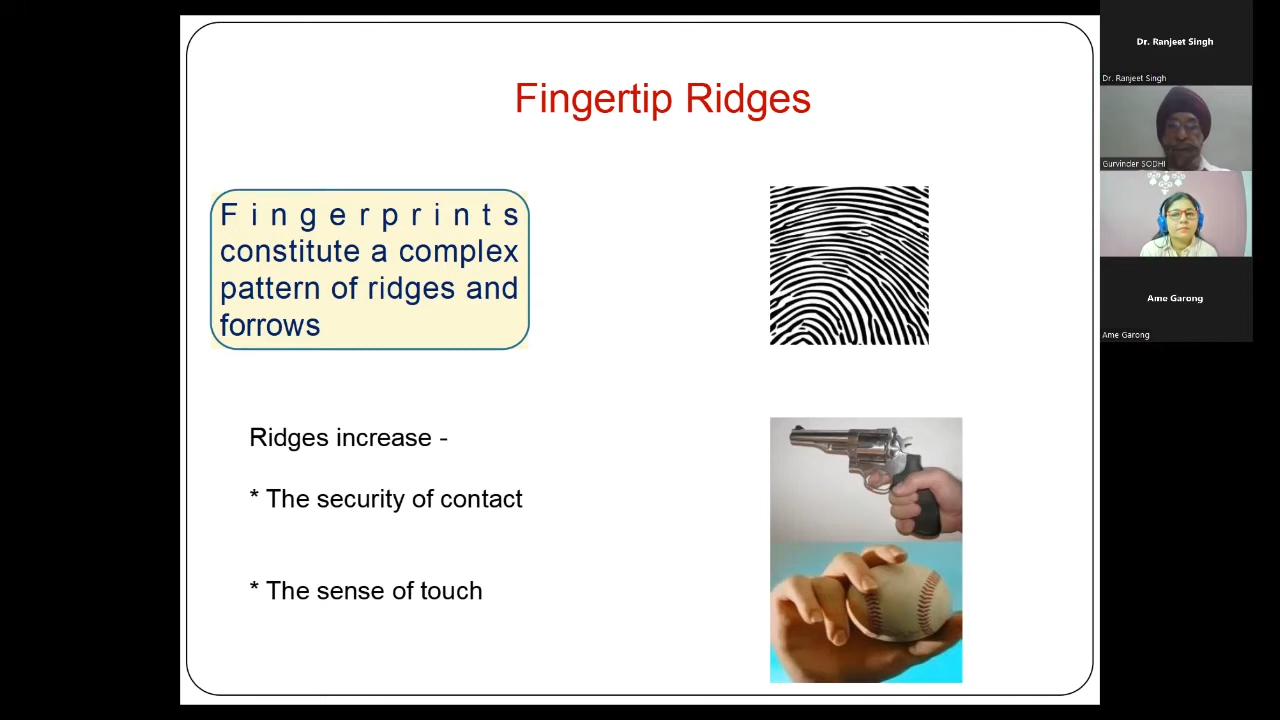 Fingertip Ridges
Fingerprints
constitute a complex
pattern of ridges and
forrows
Ridges increase -
* The security of contact
* The sense of touch
Dr. Ranjeet Singh
Dr. Ranjeet Singh
Gurvinder SODHI
Ame Garong
Ame Garong